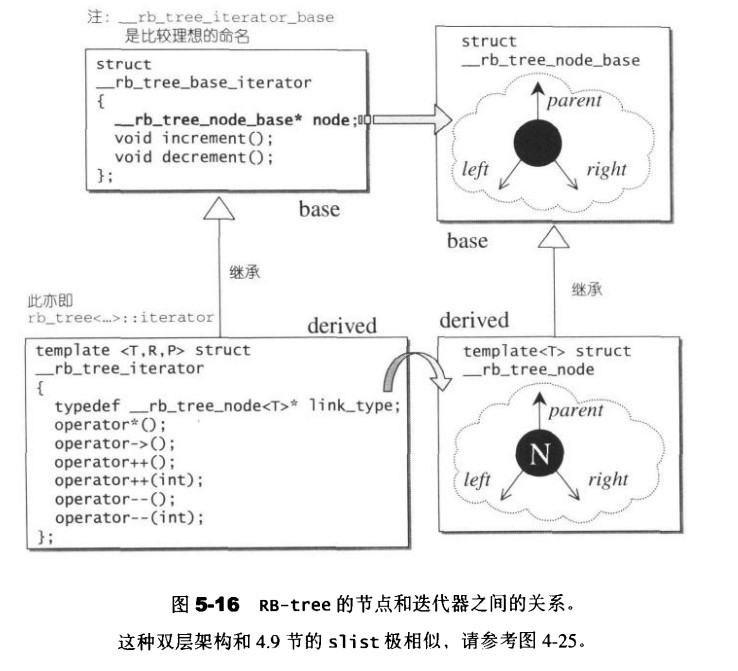 注: __rb_tree_iterator_base
是比较理想的命名
struct
__rb_tree_base_iterator
{
__rb_tree_node_base* node;
void increment();
void decrement();
};
struct
__rb_tree_node_base
parent
left
right
base
base
继承
继承
此亦即
rb_tree<…>::iterator
derived
derived
template <T,R,P> struct
__rb_tree_iterator
{
typedef __rb_tree_node<T>* link_type;
operator*();
operator->();
operator++();
operator++(int);
operator--();
operator--(int);
};
template<T> struct
__rb_tree_node
parent
N
left
right
图 5-16 RB-tree 的节点和迭代器之间的关系。
这种双层架构和 4.9 节的 slist 极相似，请参考图 4-25。